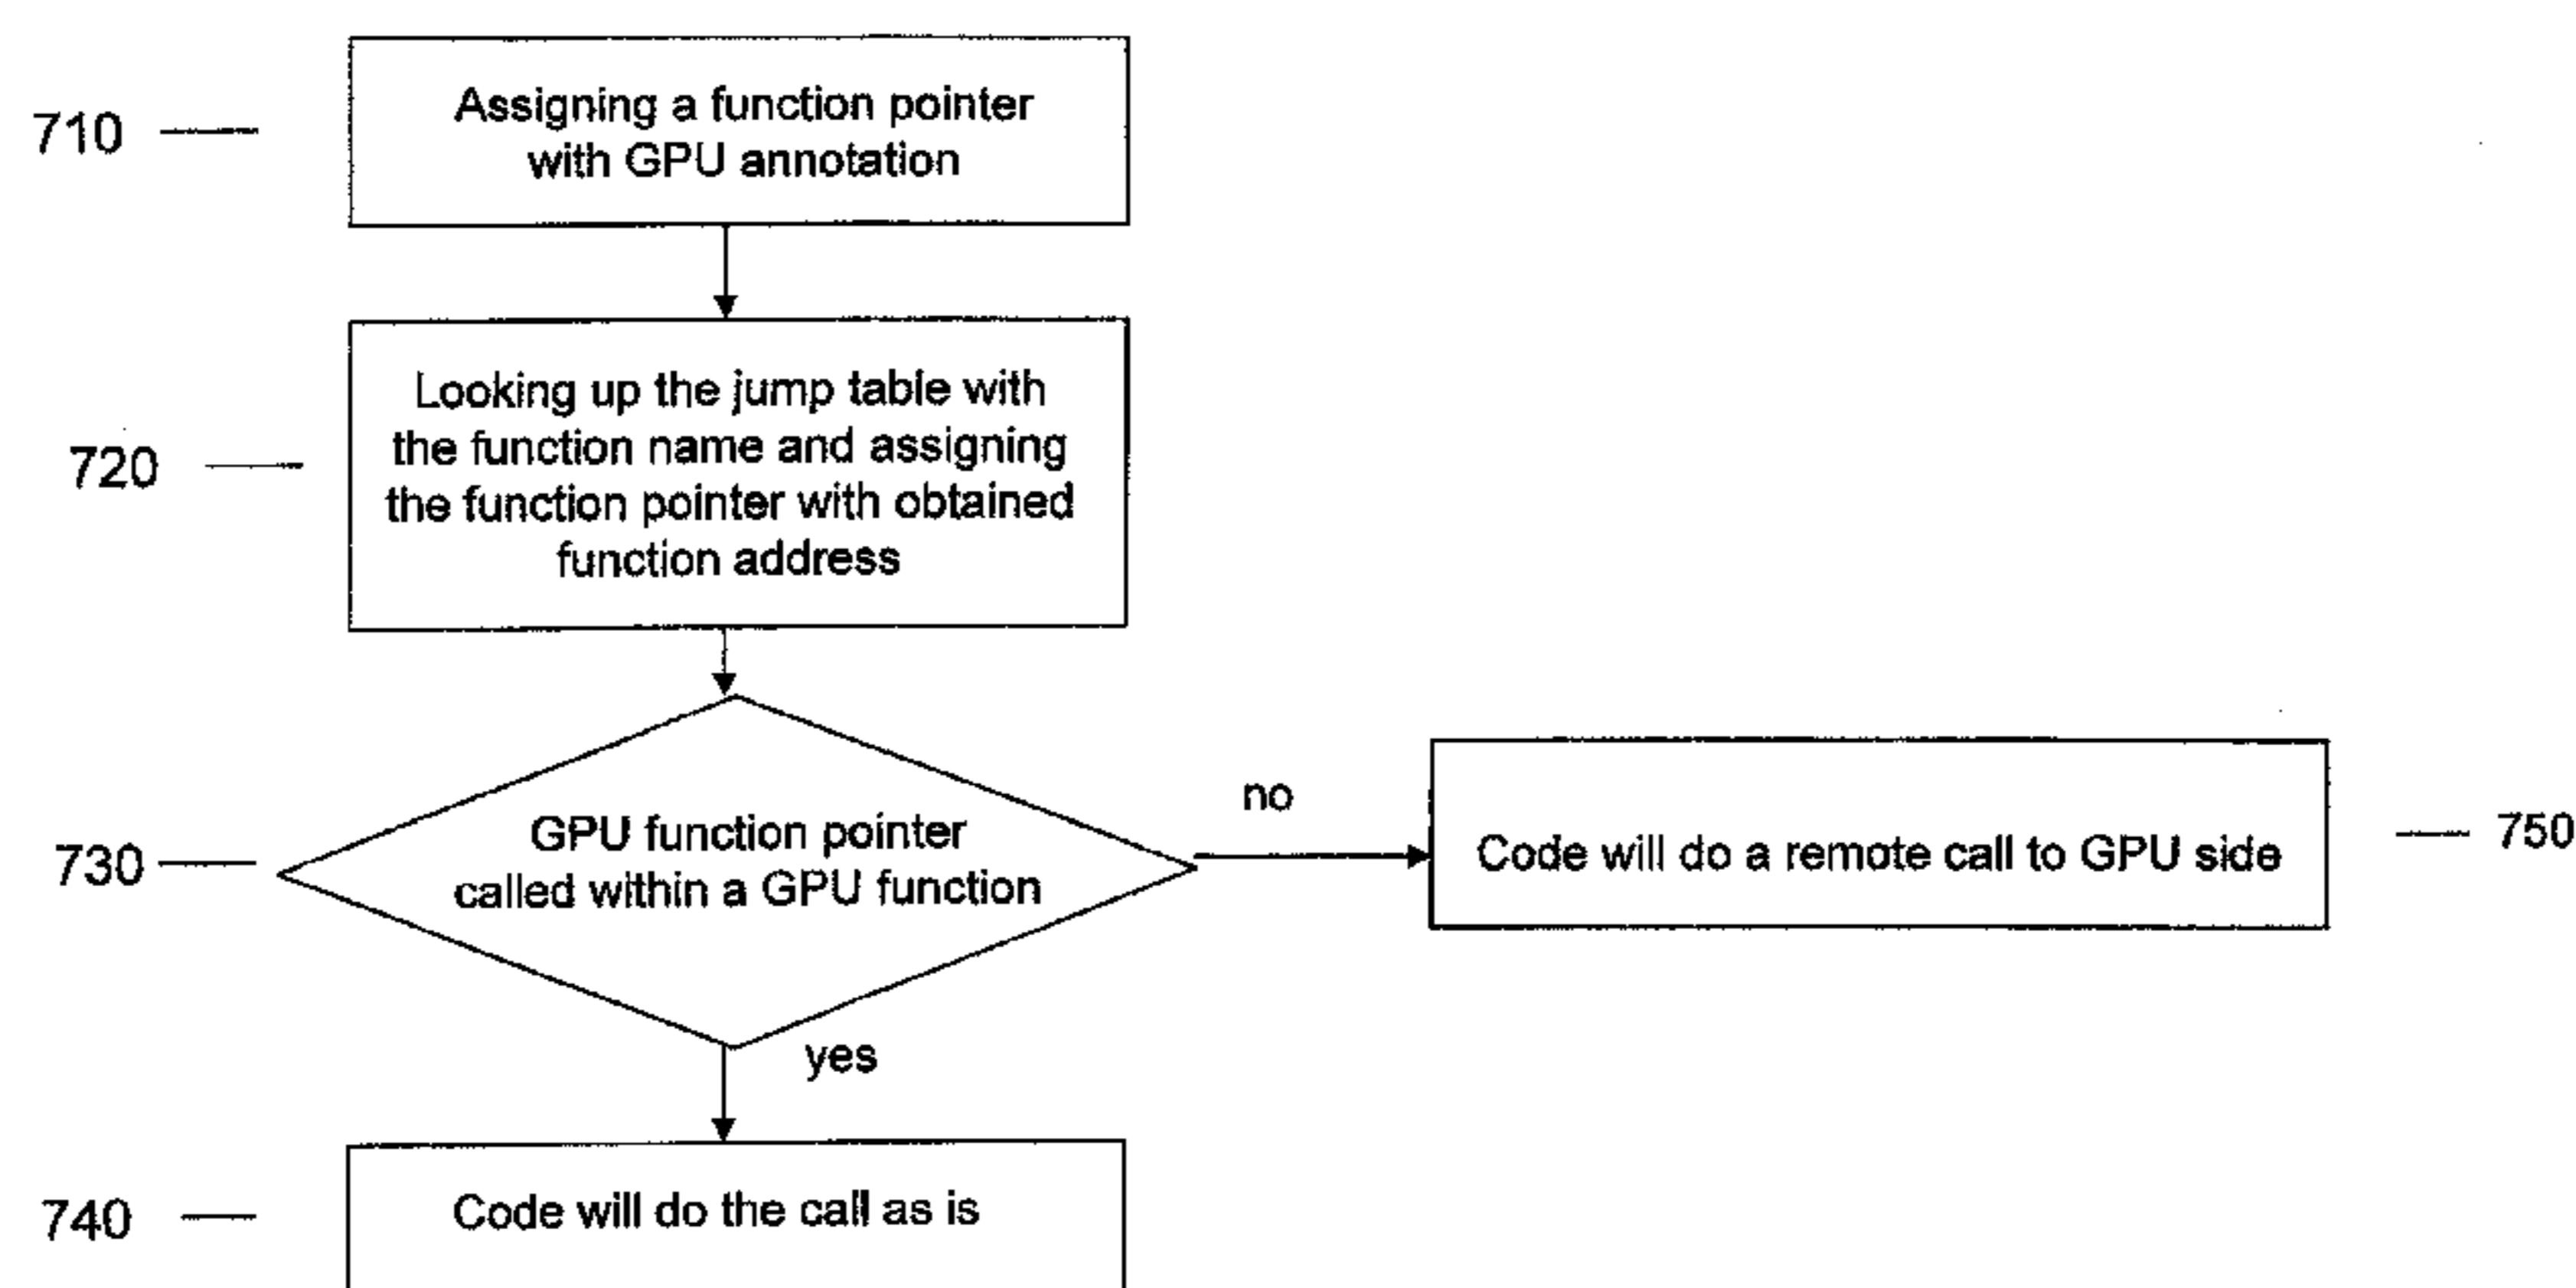 710
Assigning a function pointer
with GPU annotation
720
Looking up the jump table with
the function name and assigning
the function pointer with obtained
function address
730
GPU function pointer
called within a GPU function
no
Code will do a remote call to GPU side
750
yes
740
Code will do the call as is